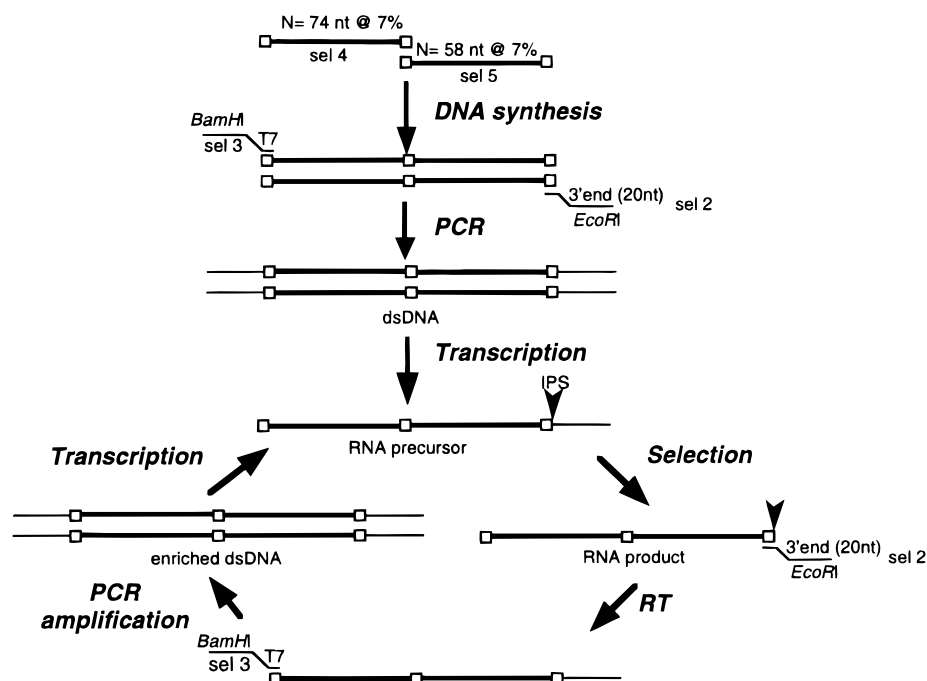 N= 74 nt @ 7%
sel 4
N= 58 nt @ 7%
sel 5
DNA synthesis
BamHI
sel 3
T7
3'end (20nt)
sel 2
EcoRI
PCR
dsDNA
Transcription
IPS
RNA precursor
Transcription
Selection
enriched dsDNA
RNA product
3'end (20nt)
sel 2
EcoRI
PCR
amplification
RT
BamHI
sel 3
T7